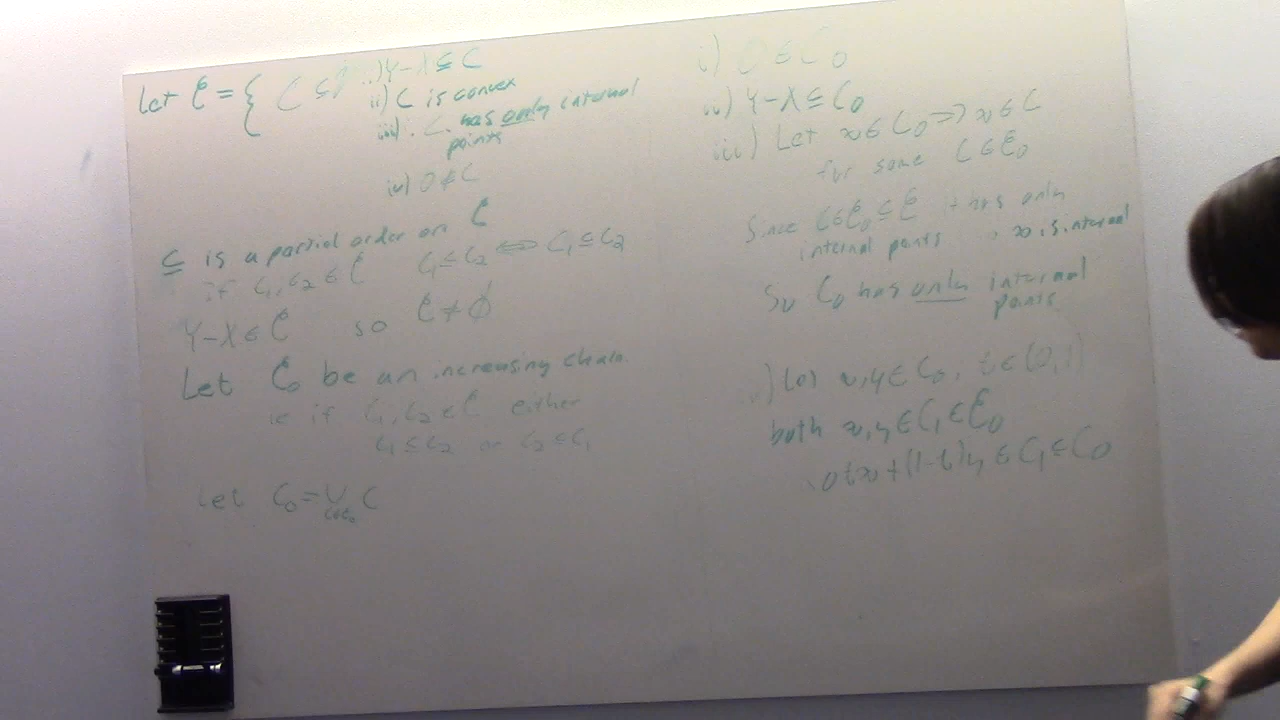 Let C = { C ⊆ i) Y-X ⊆ C
ii) C is convex
iii) C has only internal
points
iv) 0 ∉ C
⊆ is a partial order on C
if C₁, C₂ ∈ C C₁ ≤ C₂ ⟺ C₁ ⊆ C₂
Y-X ∈ C so C ≠ ∅
Let C₀ be an increasing chain.
ie if C₁, C₂ ∈ C either
C₁ ≤ C₂ or C₂ ≤ C₁
Let C₀ = ∪ C
C∈C₀
i) 0 ∉ C₀
ii) Y-X ⊆ C₀
iii) Let x ∈ C₀ ⇒ x ∈ C
for some C ∈ C₀
Since C ∈ C₀ ⊆ C it has only
internal points x is internal
So C₀ has only internal
points
Let x, y ∈ C₀, t ∈ (0,1)
both x, y ∈ C₁ ∈ C₀
tx + (1-t)y ∈ C₁ ⊆ C₀